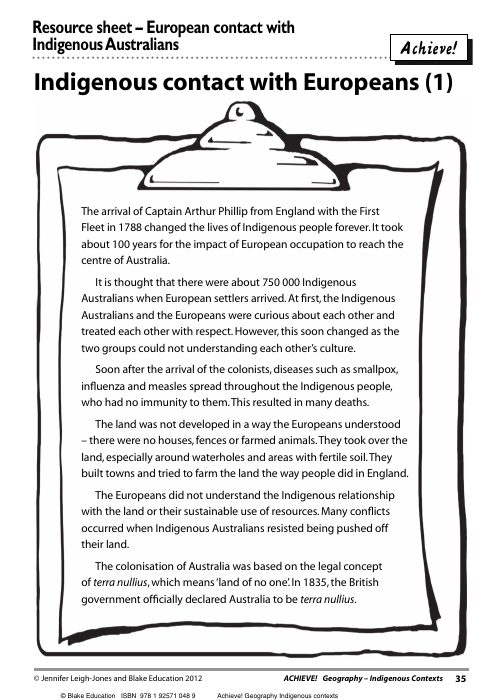 Resource sheet – European contact with
Indigenous Australians
Achieve!
Indigenous contact with Europeans (1)
The arrival of Captain Arthur Phillip from England with the First
Fleet in 1788 changed the lives of Indigenous people forever. It took
about 100 years for the impact of European occupation to reach the
centre of Australia.
It is thought that there were about 750 000 Indigenous
Australians when European settlers arrived. At first, the Indigenous
Australians and the Europeans were curious about each other and
treated each other with respect. However, this soon changed as the
two groups could not understanding each other's culture.
Soon after the arrival of the colonists, diseases such as smallpox,
influenza and measles spread throughout the Indigenous people,
who had no immunity to them. This resulted in many deaths.
The land was not developed in a way the Europeans understood
– there were no houses, fences or farmed animals. They took over the
land, especially around waterholes and areas with fertile soil. They
built towns and tried to farm the land the way people did in England.
The Europeans did not understand the Indigenous relationship
with the land or their sustainable use of resources. Many conflicts
occurred when Indigenous Australians resisted being pushed off
their land.
The colonisation of Australia was based on the legal concept
of terra nullius, which means 'land of no one'. In 1835, the British
government officially declared Australia to be terra nullius.
© Jennifer Leigh-Jones and Blake Education 2012 ACHIEVE! Geography – Indigenous Contexts 35
© Blake Education ISBN 978 1 92571 048 9 Achieve! Geography Indigenous contexts